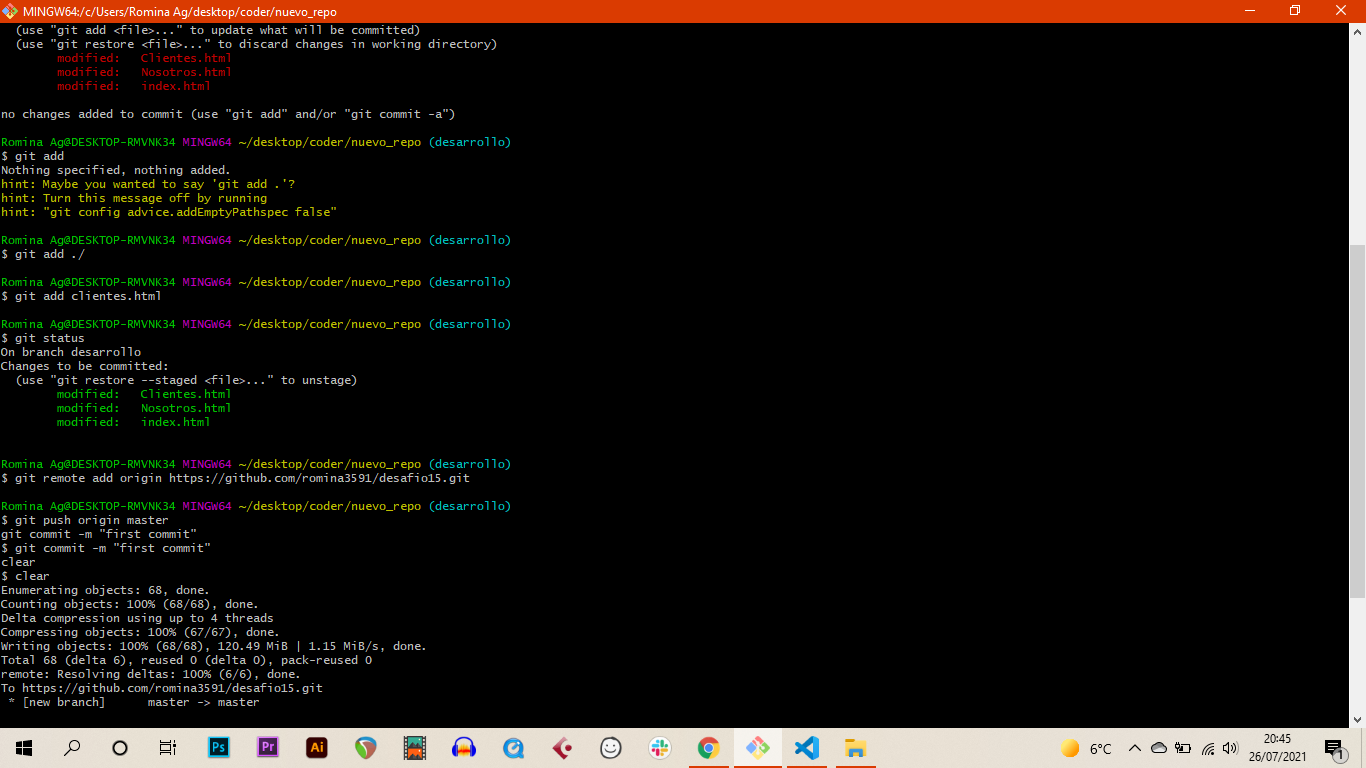 MINGW64:/c/Users/Romina Ag/desktop/coder/nuevo_repo
(use "git add <file>..." to update what will be committed)
(use "git restore <file>..." to discard changes in working directory)
modified:   Clientes.html
modified:   Nosotros.html
modified:   index.html
no changes added to commit (use "git add" and/or "git commit -a")
Romina Ag@DESKTOP-RMVNK34 MINGW64 ~/desktop/coder/nuevo_repo (desarrollo)
$ git add
Nothing specified, nothing added.
hint: Maybe you wanted to say 'git add .'?
hint: Turn this message off by running
hint: "git config advice.addEmptyPathspec false"
Romina Ag@DESKTOP-RMVNK34 MINGW64 ~/desktop/coder/nuevo_repo (desarrollo)
$ git add ./
Romina Ag@DESKTOP-RMVNK34 MINGW64 ~/desktop/coder/nuevo_repo (desarrollo)
$ git add clientes.html
Romina Ag@DESKTOP-RMVNK34 MINGW64 ~/desktop/coder/nuevo_repo (desarrollo)
$ git status
On branch desarrollo
Changes to be committed:
(use "git restore --staged <file>..." to unstage)
modified:   Clientes.html
modified:   Nosotros.html
modified:   index.html
Romina Ag@DESKTOP-RMVNK34 MINGW64 ~/desktop/coder/nuevo_repo (desarrollo)
$ git remote add origin https://github.com/romina3591/desafio15.git
Romina Ag@DESKTOP-RMVNK34 MINGW64 ~/desktop/coder/nuevo_repo (desarrollo)
$ git push origin master
git commit -m "first commit"
$ git commit -m "first commit"
clear
$ clear
Enumerating objects: 68, done.
Counting objects: 100% (68/68), done.
Delta compression using up to 4 threads
Compressing objects: 100% (67/67), done.
Writing objects: 100% (68/68), 120.49 MiB | 1.15 MiB/s, done.
Total 68 (delta 6), reused 0 (delta 0), pack-reused 0
remote: Resolving deltas: 100% (6/6), done.
To https://github.com/romina3591/desafio15.git
* [new branch]      master -> master
Ps
Pr
Ai
6°C
20:45
26/07/2021
1